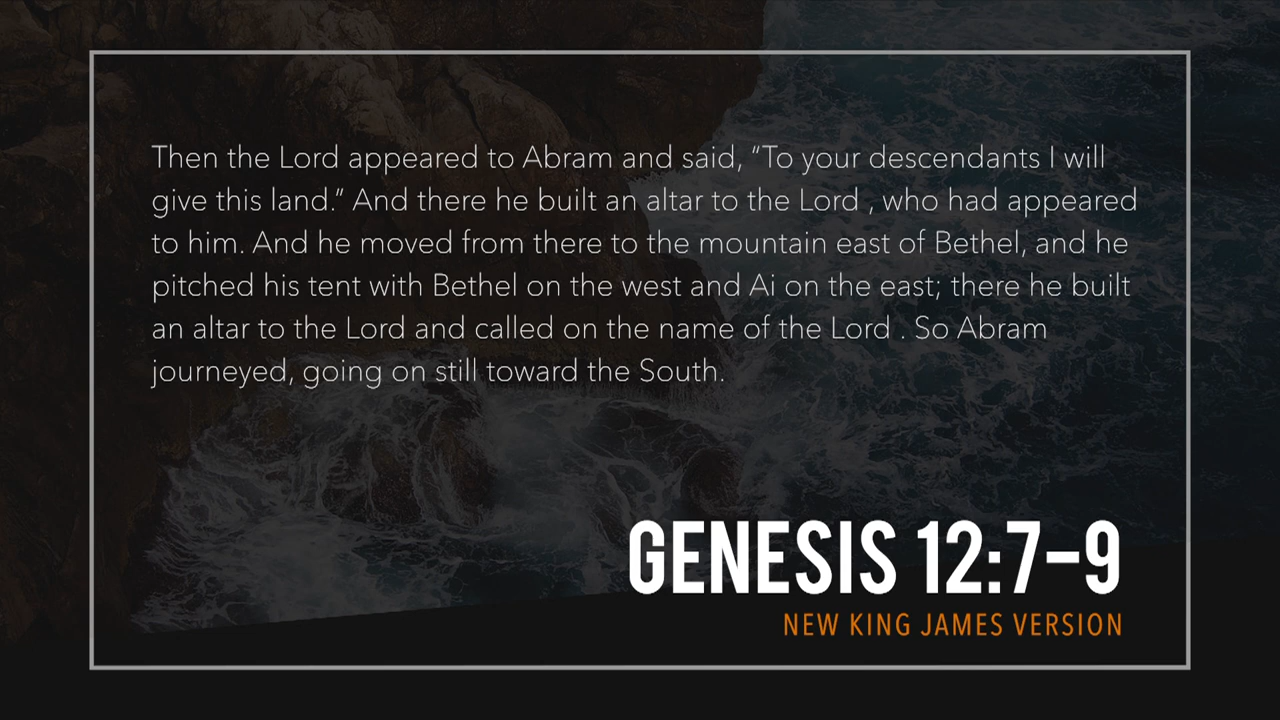 Then the Lord appeared to Abram and said, “To your descendants I will
give this land.” And there he built an altar to the Lord , who had appeared
to him. And he moved from there to the mountain east of Bethel, and he
pitched his tent with Bethel on the west and Ai on the east; there he built
an altar to the Lord and called on the name of the Lord . So Abram
journeyed, going on still toward the South.
GENESIS 12:7–9
NEW KING JAMES VERSION